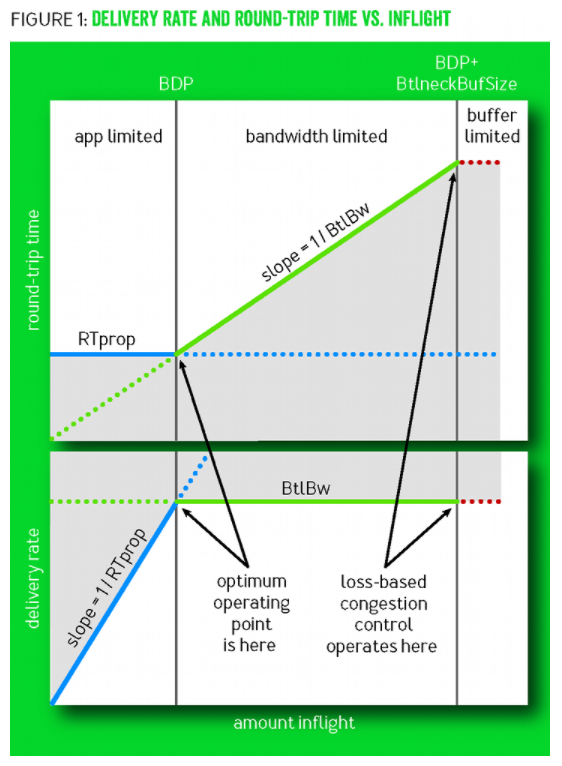 FIGURE 1: DELIVERY RATE AND ROUND-TRIP TIME VS. INFLIGHT
BDP
BDP+
BtlneckBufSize
app limited
bandwidth limited
buffer
limited
round-trip time
slope = 1/ BtlBw
RTprop
BtlBw
delivery rate
slope = 1/ RTprop
optimum
operating
point
is here
loss-based
congestion
control
operates here
amount inflight